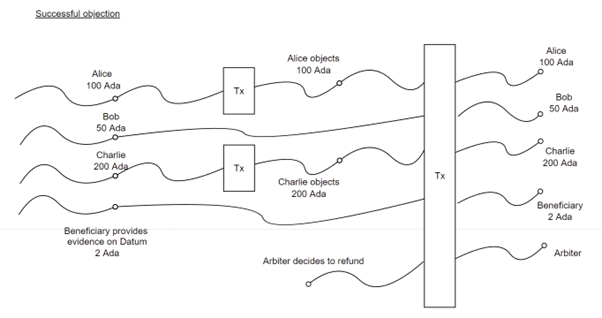 Successful objection
Alice
100 Ada
Tx
Alice objects
100 Ada
Alice
100 Ada
Bob
50 Ada
Bob
50 Ada
Charlie
200 Ada
Tx
Charlie objects
200 Ada
Tx
Charlie
200 Ada
Beneficiary provides
evidence on Datum
2 Ada
Beneficiary
2 Ada
Arbiter decides to refund
Arbiter